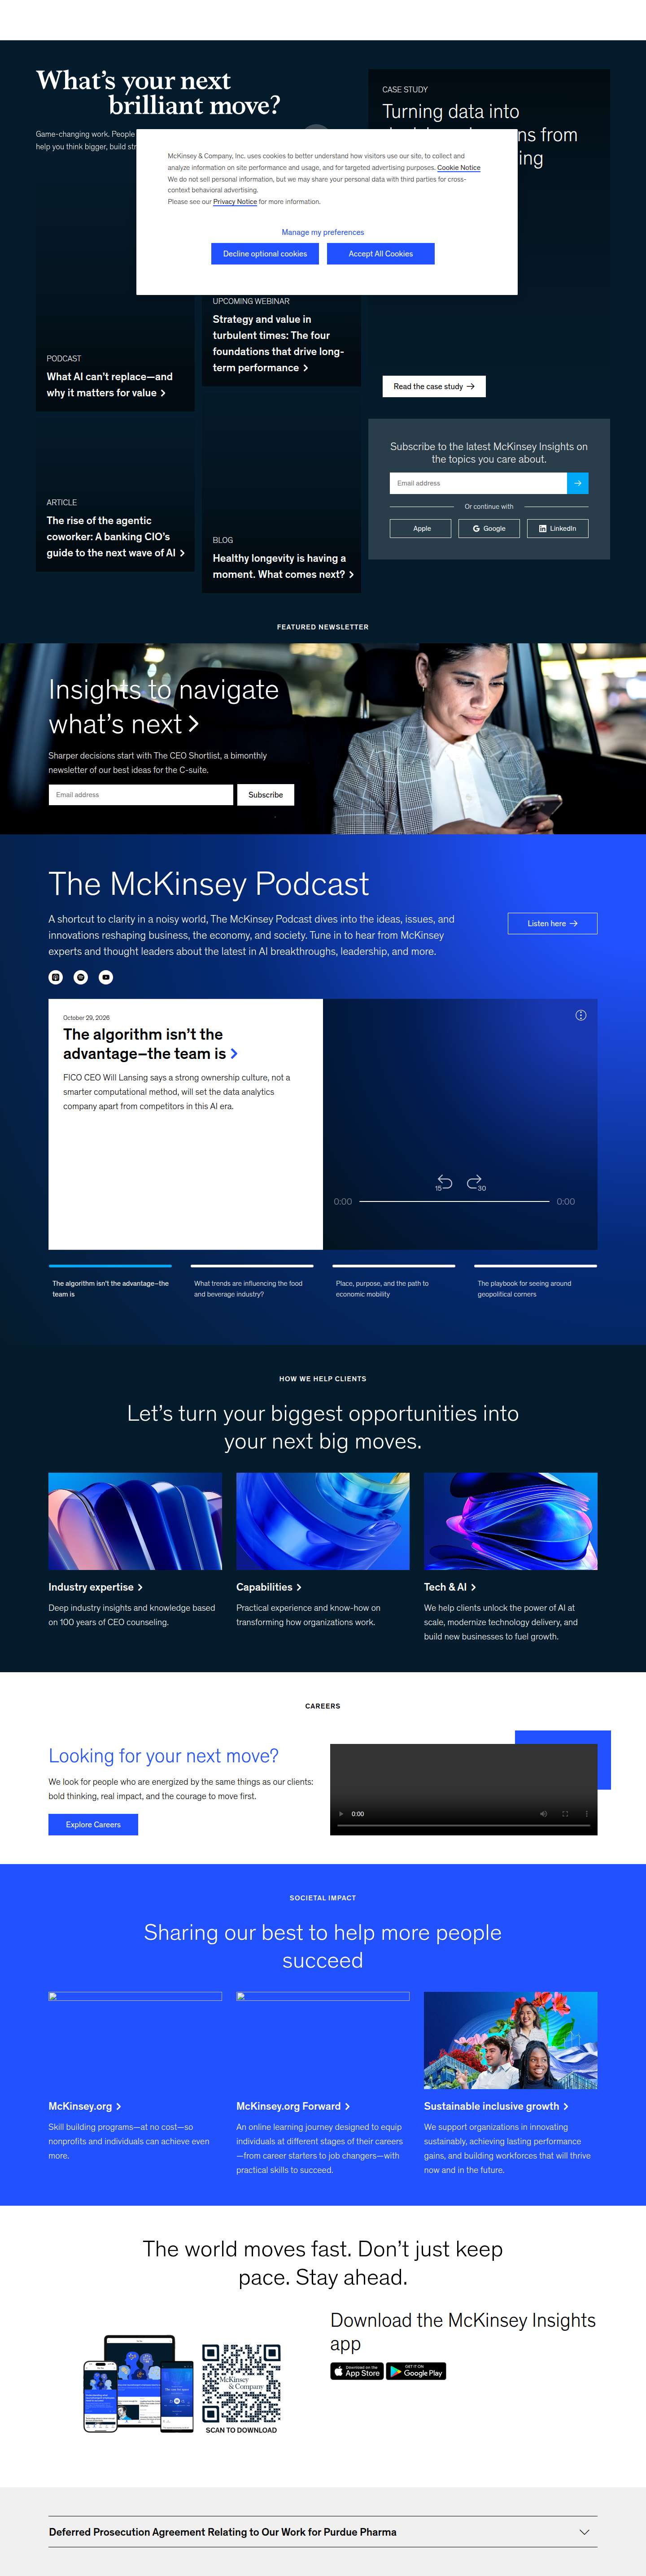 What's your next
brilliant move?
Game-changing work. People
help you think bigger, build str
McKinsey & Company, Inc. uses cookies to better understand how visitors use our site, to collect and
analyze information on site performance and usage, and for targeted advertising purposes. Cookie Notice
We do not sell personal information, but we may share your personal data with third parties for cross-
context behavioral advertising.
Please see our Privacy Notice for more information.
Manage my preferences
Decline optional cookies
Accept All Cookies
CASE STUDY
Turning data into
ns from
ing
Read the case study
PODCAST
What AI can't replace—and
why it matters for value
UPCOMING WEBINAR
Strategy and value in
turbulent times: The four
foundations that drive long-
term performance
ARTICLE
The rise of the agentic
coworker: A banking CIO's
guide to the next wave of AI
BLOG
Healthy longevity is having a
moment. What comes next?
Subscribe to the latest McKinsey Insights on
the topics you care about.
Email address
Or continue with
Apple
Google
LinkedIn
FEATURED NEWSLETTER
Insights to navigate
what's next
Sharper decisions start with The CEO Shortlist, a bimonthly
newsletter of our best ideas for the C-suite.
Email address
Subscribe
The McKinsey Podcast
A shortcut to clarity in a noisy world, The McKinsey Podcast dives into the ideas, issues, and
innovations reshaping business, the economy, and society. Tune in to hear from McKinsey
experts and thought leaders about the latest in AI breakthroughs, leadership, and more.
Listen here
October 29, 2026
The algorithm isn't the
advantage—the team is
FICO CEO Will Lansing says a strong ownership culture, not a
smarter computational method, will set the data analytics
company apart from competitors in this AI era.
15
30
0:00
0:00
The algorithm isn't the advantage—the
team is
What trends are influencing the food
and beverage industry?
Place, purpose, and the path to
economic mobility
The playbook for seeing around
geopolitical corners
HOW WE HELP CLIENTS
Let's turn your biggest opportunities into
your next big moves.
Industry expertise
Deep industry insights and knowledge based
on 100 years of CEO counseling.
Capabilities
Practical experience and know-how on
transforming how organizations work.
Tech & AI
We help clients unlock the power of AI at
scale, modernize technology delivery, and
build new businesses to fuel growth.
CAREERS
Looking for your next move?
We look for people who are energized by the same things as our clients:
bold thinking, real impact, and the courage to move first.
Explore Careers
0:00
SOCIETAL IMPACT
Sharing our best to help more people
succeed
McKinsey.org
Skill building programs—at no cost—so
nonprofits and individuals can achieve even
more.
McKinsey.org Forward
An online learning journey designed to equip
individuals at different stages of their careers
—from career starters to job changers—with
practical skills to succeed.
Sustainable inclusive growth
We support organizations in innovating
sustainably, achieving lasting performance
gains, and building workforces that will thrive
now and in the future.
The world moves fast. Don't just keep
pace. Stay ahead.
McKinsey
& Company
SCAN TO DOWNLOAD
Download the McKinsey Insights
app
Download on the
App Store
GET IT ON
Google Play
Deferred Prosecution Agreement Relating to Our Work for Purdue Pharma